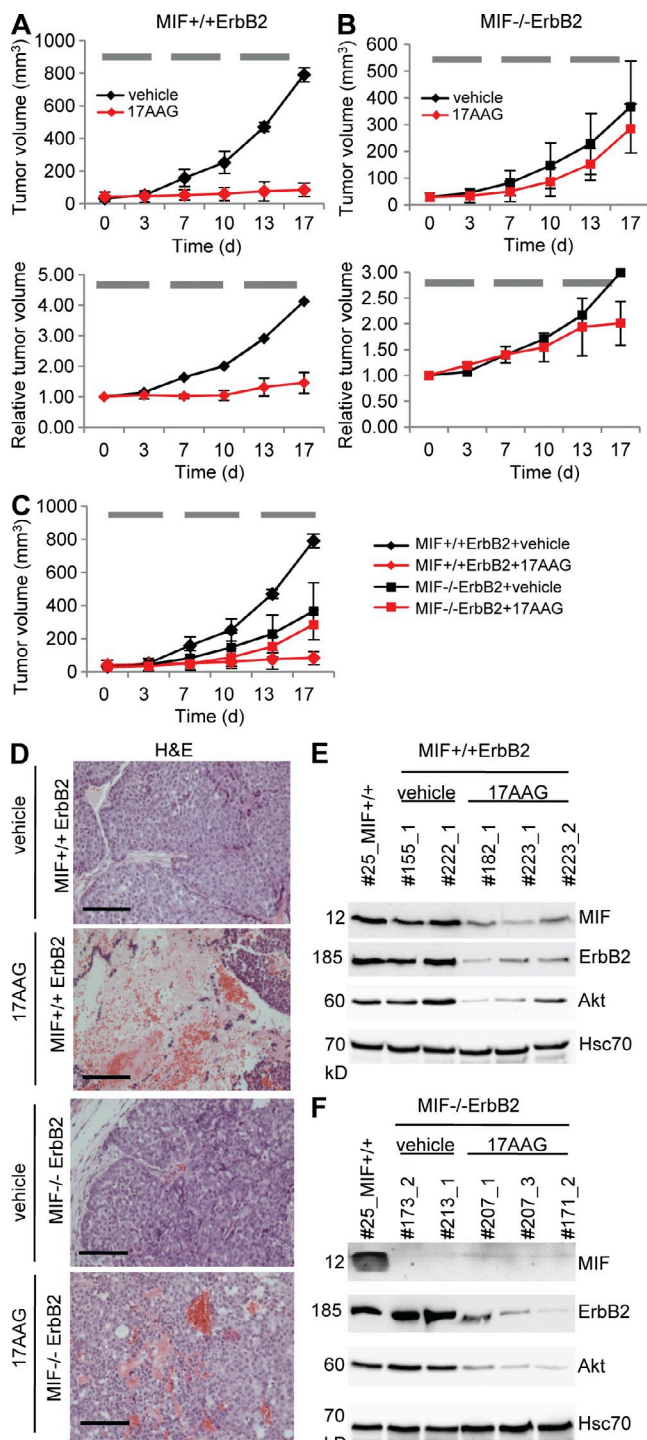 A
MIF+/+ErbB2
Tumor volume (mm³)
1000
800
600
400
200
0
vehicle
17AAG
0 3 7 10 13 17
Time (d)
Relative tumor volume
5.00
4.00
3.00
2.00
1.00
0.00
0 3 7 10 13 17
Time (d)
B
MIF-/-ErbB2
Tumor volume (mm³)
600
500
400
300
200
100
0
vehicle
17AAG
0 3 7 10 13 17
Time (d)
Relative tumor volume
3.00
2.50
2.00
1.50
1.00
0.50
0.00
0 3 7 10 13 17
Time (d)
C
Tumor volume (mm³)
1000
800
600
400
200
0
0 3 7 10 13 17
Time (d)
MIF+/+ErbB2+vehicle
MIF+/+ErbB2+17AAG
MIF-/-ErbB2+vehicle
MIF-/-ErbB2+17AAG
D
H&E
vehicle
MIF+/+ ErbB2
17AAG
MIF+/+ ErbB2
vehicle
MIF-/- ErbB2
17AAG
MIF-/- ErbB2
E
MIF+/+ErbB2
vehicle 17AAG
#25_MIF+/+
#155_1
#222_1
#182_1
#223_1
#223_2
12 MIF
185 ErbB2
60 Akt
70 Hsc70
kD
F
MIF-/-ErbB2
vehicle 17AAG
#25_MIF+/+
#173_2
#213_1
#207_1
#207_3
#171_2
12 MIF
185 ErbB2
60 Akt
70 Hsc70
kD